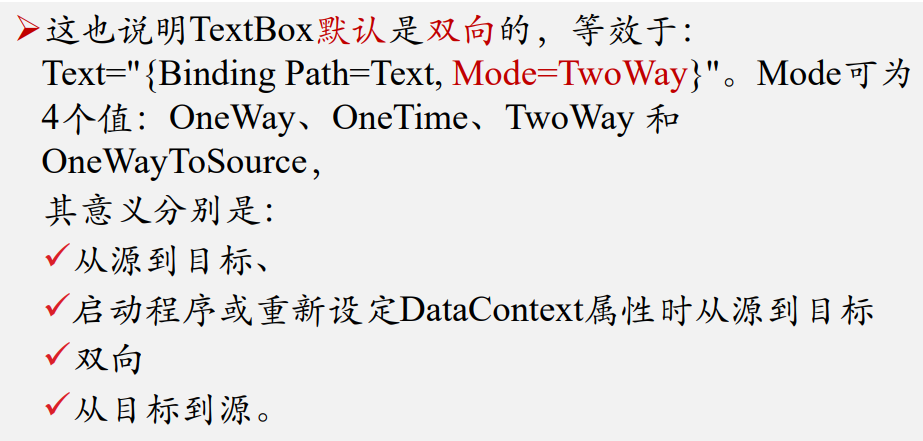 ➢这也说明TextBox默认是双向的，等效于：
Text="{Binding Path=Text, Mode=TwoWay}"。Mode可为
4个值：OneWay、OneTime、TwoWay 和
OneWayToSource，
其意义分别是：
✓从源到目标、
✓启动程序或重新设定DataContext属性时从源到目标
✓双向
✓从目标到源。